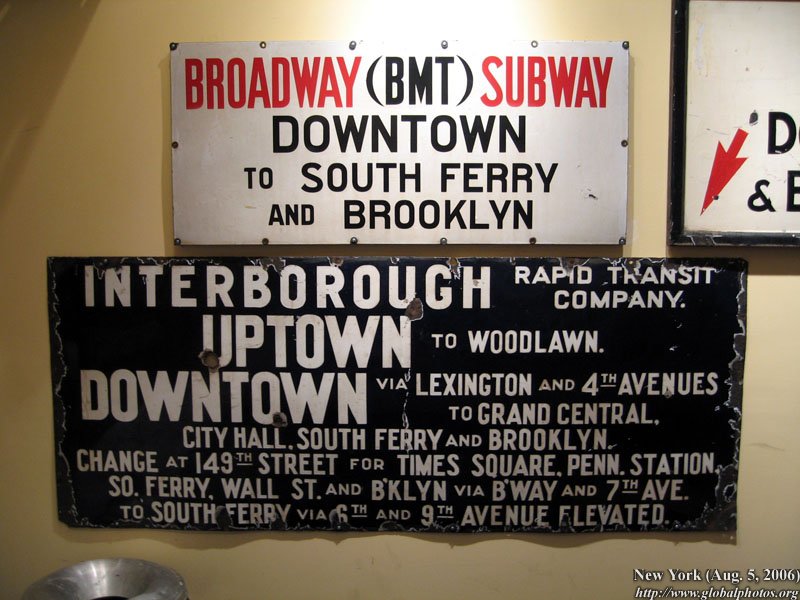 BROADWAY (BMT) SUBWAY
DOWNTOWN
TO SOUTH FERRY
AND BROOKLYN
D
& B
INTERBOROUGH RAPID TRANSIT COMPANY.
UPTOWN TO WOODLAWN.
DOWNTOWN VIA LEXINGTON AND 4TH AVENUES
TO GRAND CENTRAL,
CITY HALL, SOUTH FERRY AND BROOKLYN.
CHANGE AT 149TH STREET FOR TIMES SQUARE, PENN. STATION,
SO. FERRY, WALL ST. AND B'KLYN VIA B'WAY AND 7TH AVE.
TO SOUTH FERRY VIA 6TH AND 9TH AVENUE ELEVATED.
New York (Aug. 5, 2006)
http://www.globalphotos.org